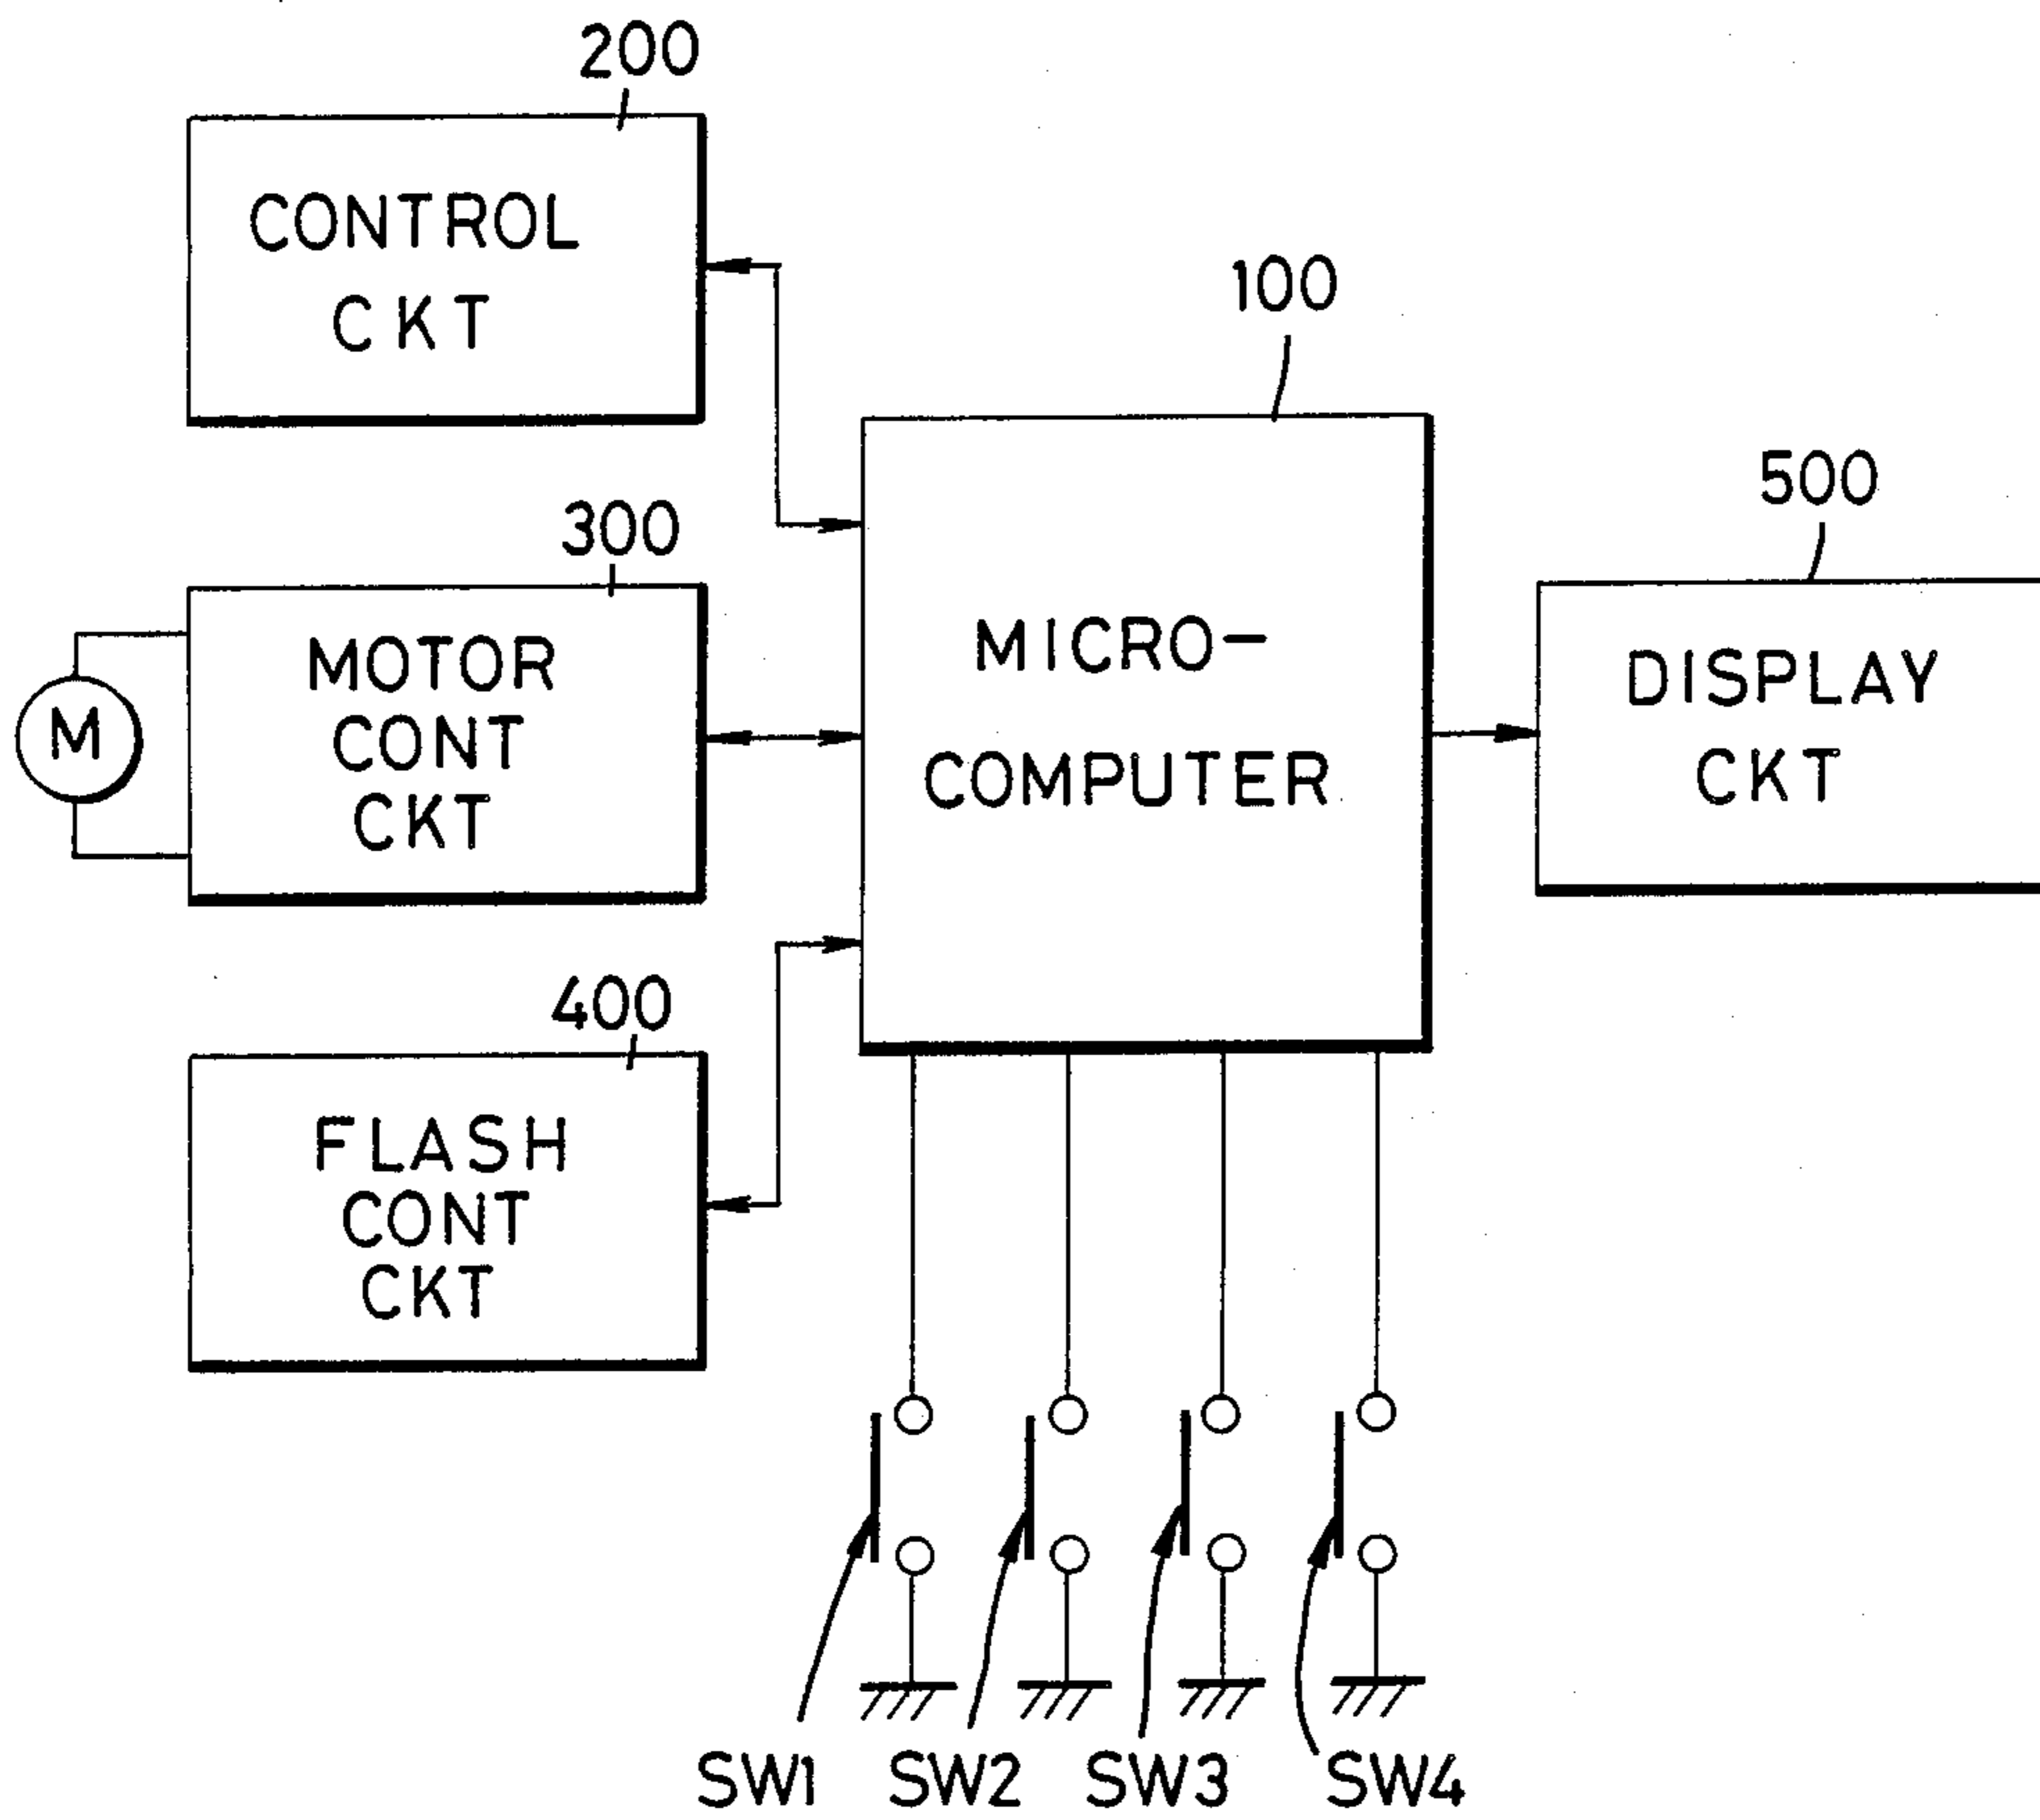 200
CONTROL
CKT
100
300
MOTOR
CONT
CKT
M
MICRO-
COMPUTER
500
DISPLAY
CKT
400
FLASH
CONT
CKT
SW1 SW2 SW3 SW4